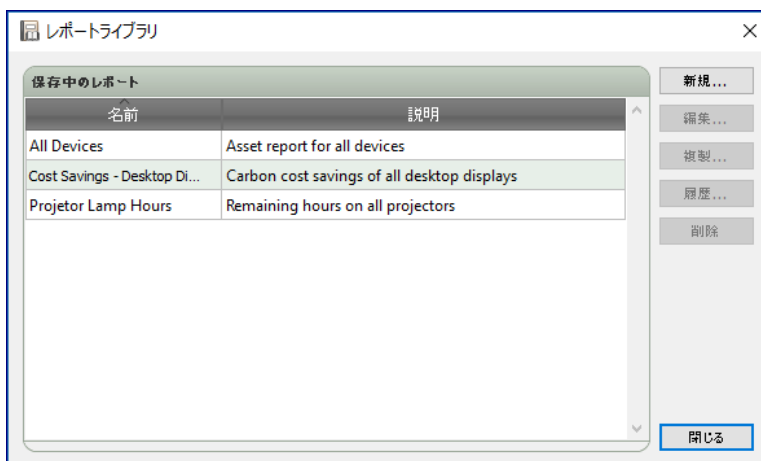 レポートライブラリ
保存中のレポート
名前 説明
All Devices Asset report for all devices
Cost Savings - Desktop Di... Carbon cost savings of all desktop displays
Projetor Lamp Hours Remaining hours on all projectors
新規...
編集...
複製...
履歴...
削除
閉じる